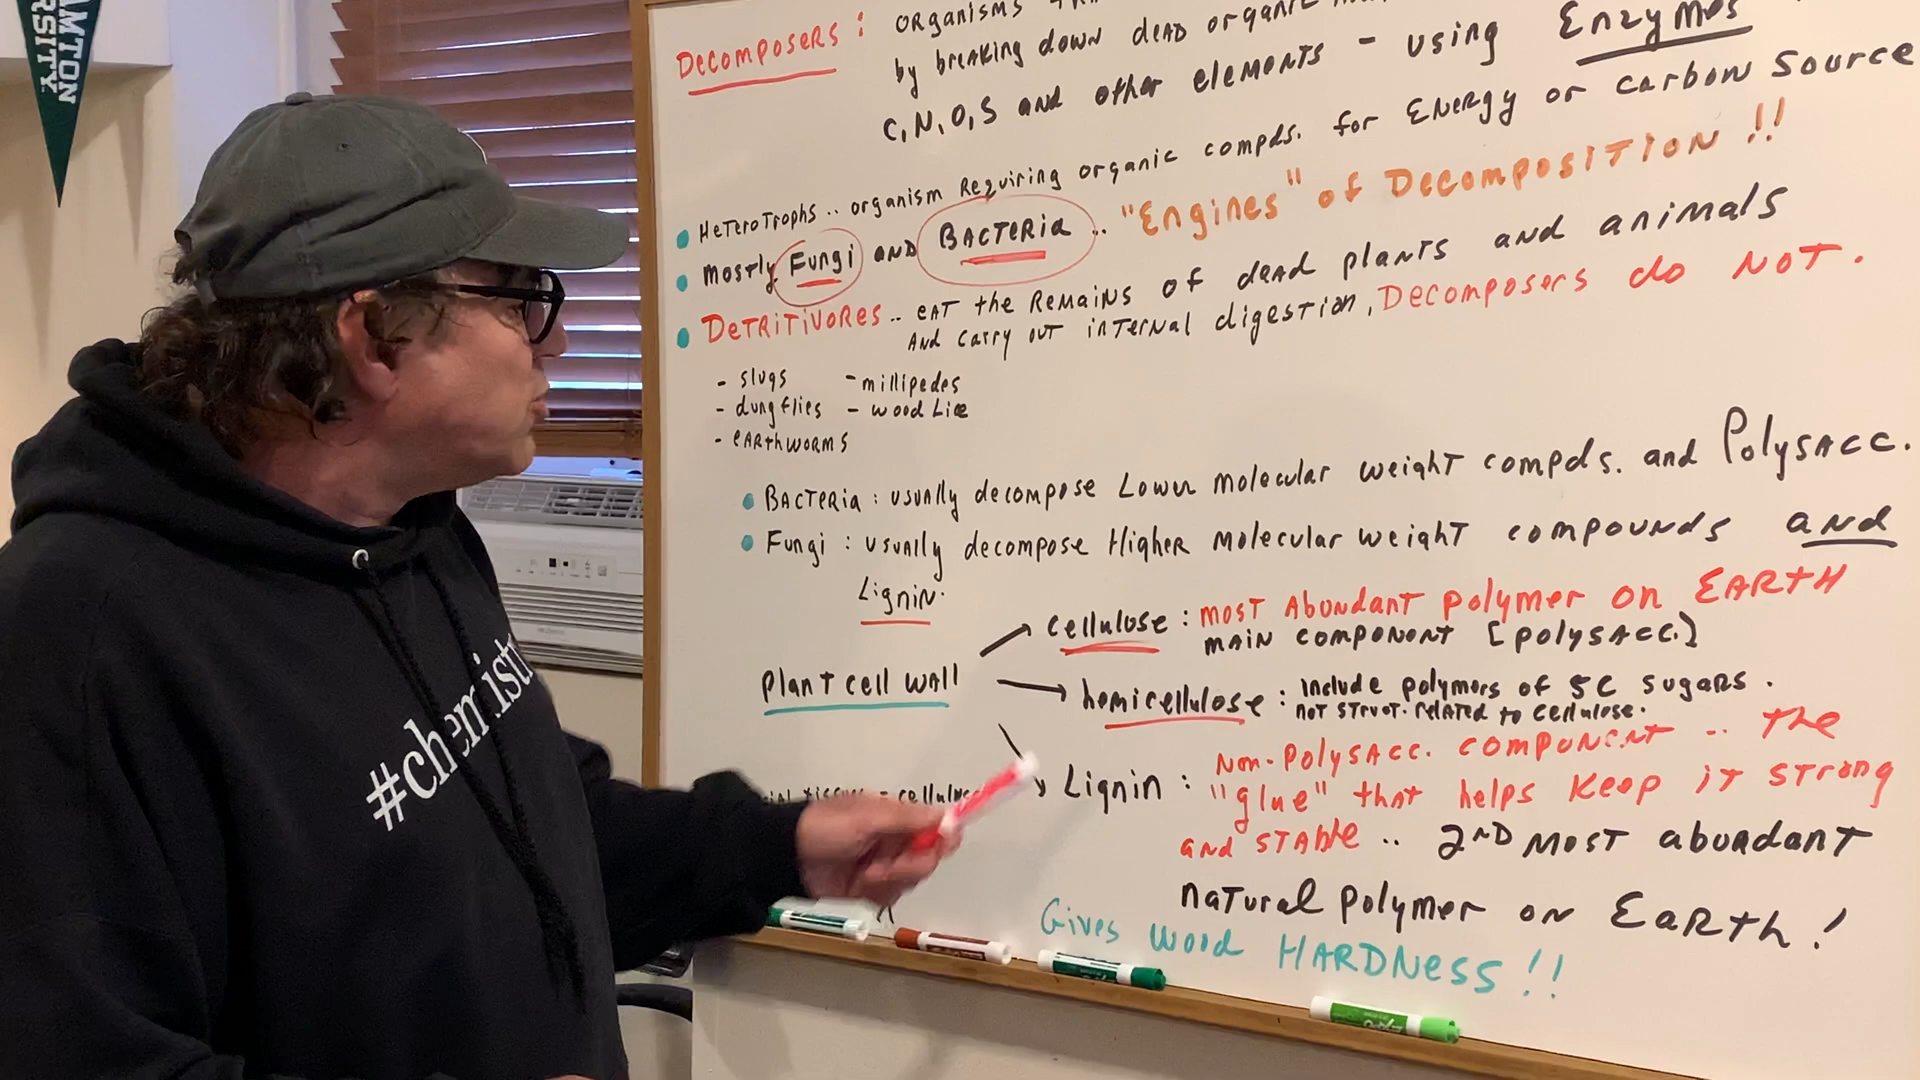 AMTON
RSITY
#chemist
Decomposers: organisms
by breaking down dead organic
C, N, O, S and other elements - using Enzymes
Heterotrophs.. organism Requiring organic compds. for Energy or carbon source
mostly Fungi and Bacteria.. "Engines" of Decomposition!!
Detritivores.. eat the Remains of dead plants and animals
And carry out internal digestion, Decomposers do NOT.
- slugs - millipedes
- dungflies - wood Lice
- earthworms
Bacteria: usually decompose Lower molecular weight compds. and Polysacc.
Fungi: usually decompose Higher molecular weight compounds and
Lignin.
Plant cell wall
cellulose: most Abundant polymer on EARTH
main component [polysacc.]
hemicellulose: include polymers of 5C sugars.
not struct. related to cellulose.
Lignin: Non-polysacc. component .. the
"glue" that helps keep it strong
and stable .. 2nd most abundant
natural polymer on Earth!
cellulose
Gives wood HARDNESS!!